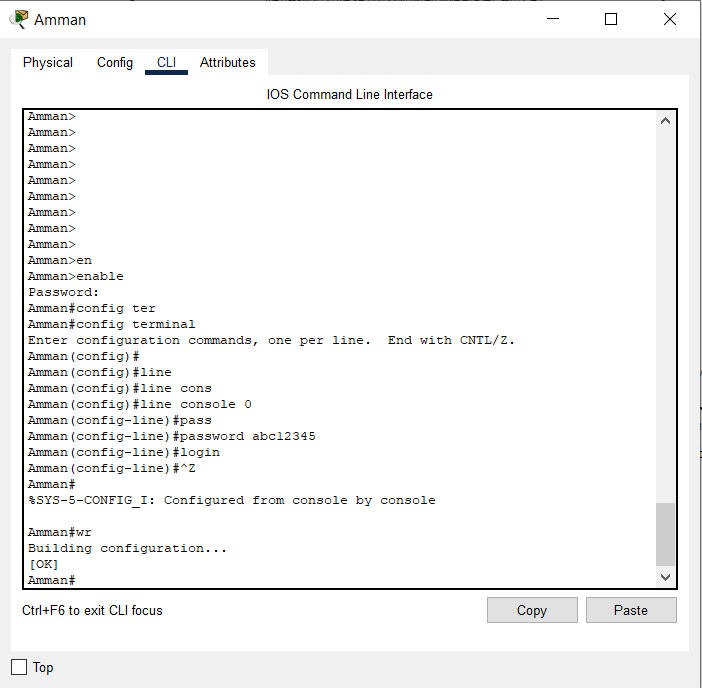 Amman
Physical Config CLI Attributes
IOS Command Line Interface
Amman>
Amman>
Amman>
Amman>
Amman>
Amman>
Amman>
Amman>
Amman>
Amman>en
Amman>enable
Password:
Amman#config ter
Amman#config terminal
Enter configuration commands, one per line.  End with CNTL/Z.
Amman(config)#
Amman(config)#line
Amman(config)#line cons
Amman(config)#line console 0
Amman(config-line)#pass
Amman(config-line)#password abc12345
Amman(config-line)#login
Amman(config-line)#^Z
Amman#
%SYS-5-CONFIG_I: Configured from console by console
Amman#wr
Building configuration...
[OK]
Amman#
Ctrl+F6 to exit CLI focus
Copy Paste
Top